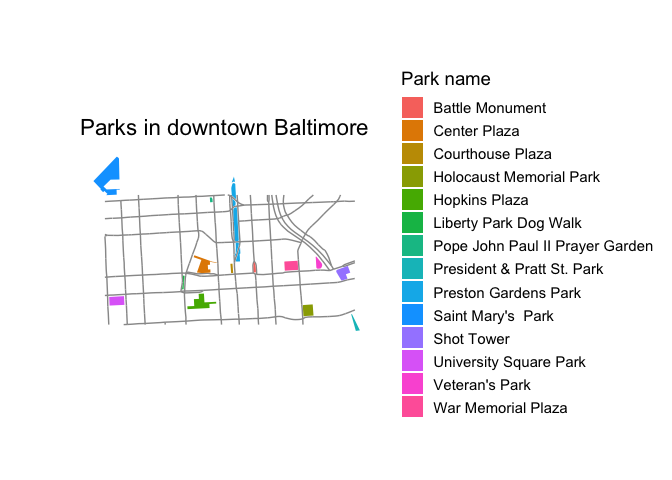 Parks in downtown Baltimore
Park name
Battle Monument
Center Plaza
Courthouse Plaza
Holocaust Memorial Park
Hopkins Plaza
Liberty Park Dog Walk
Pope John Paul II Prayer Garden
President & Pratt St. Park
Preston Gardens Park
Saint Mary's  Park
Shot Tower
University Square Park
Veteran's Park
War Memorial Plaza